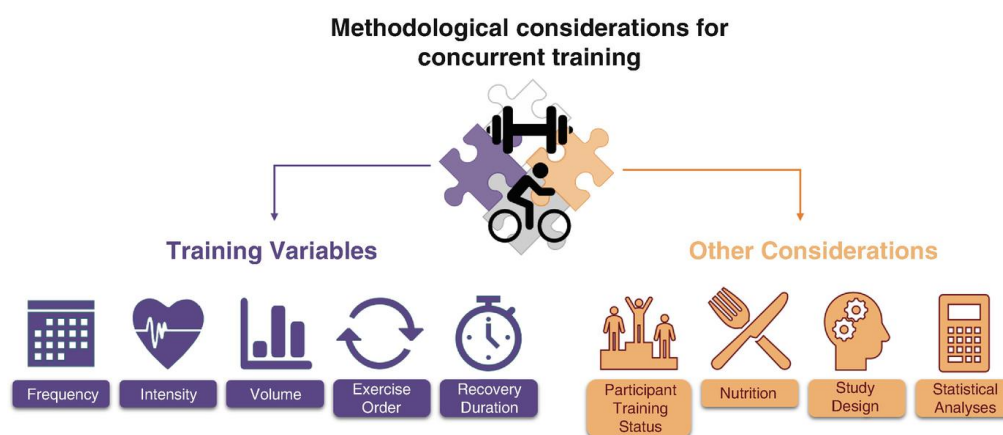 Methodological considerations for
concurrent training
Training Variables
Other Considerations
Frequency
Intensity
Volume
Exercise
Order
Recovery
Duration
Participant
Training
Status
Nutrition
Study
Design
Statistical
Analyses